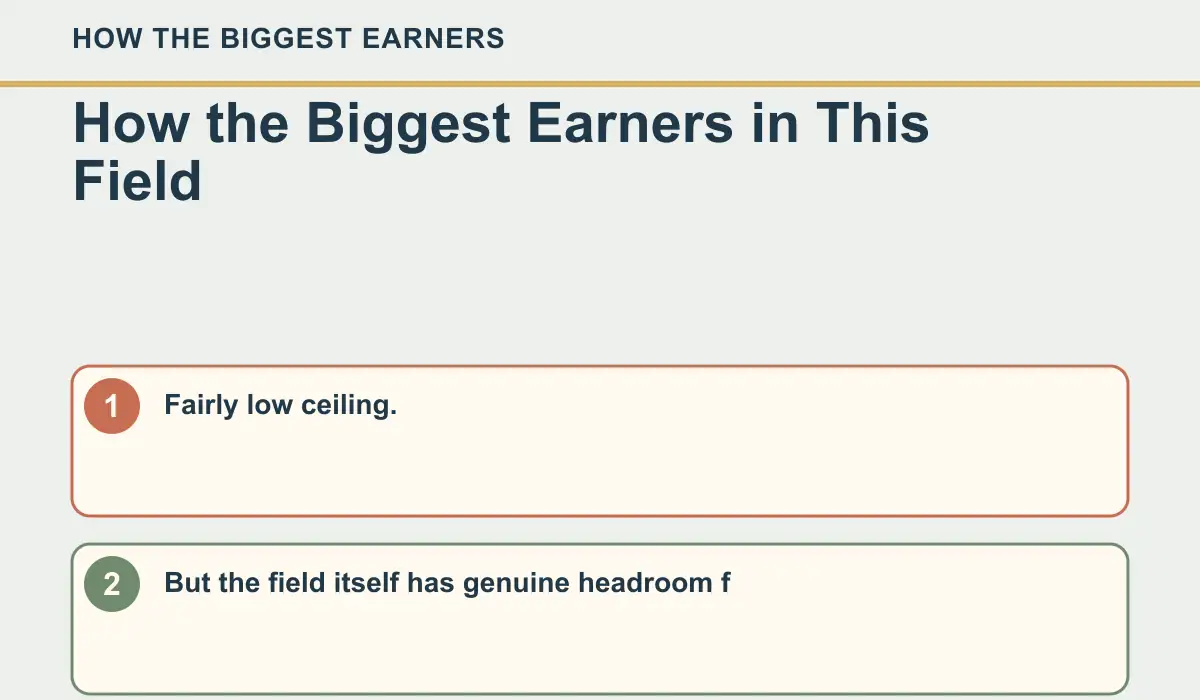 HOW THE BIGGEST EARNERS
How the Biggest Earners in This
Field
1 Fairly low ceiling.
2 But the field itself has genuine headroom f